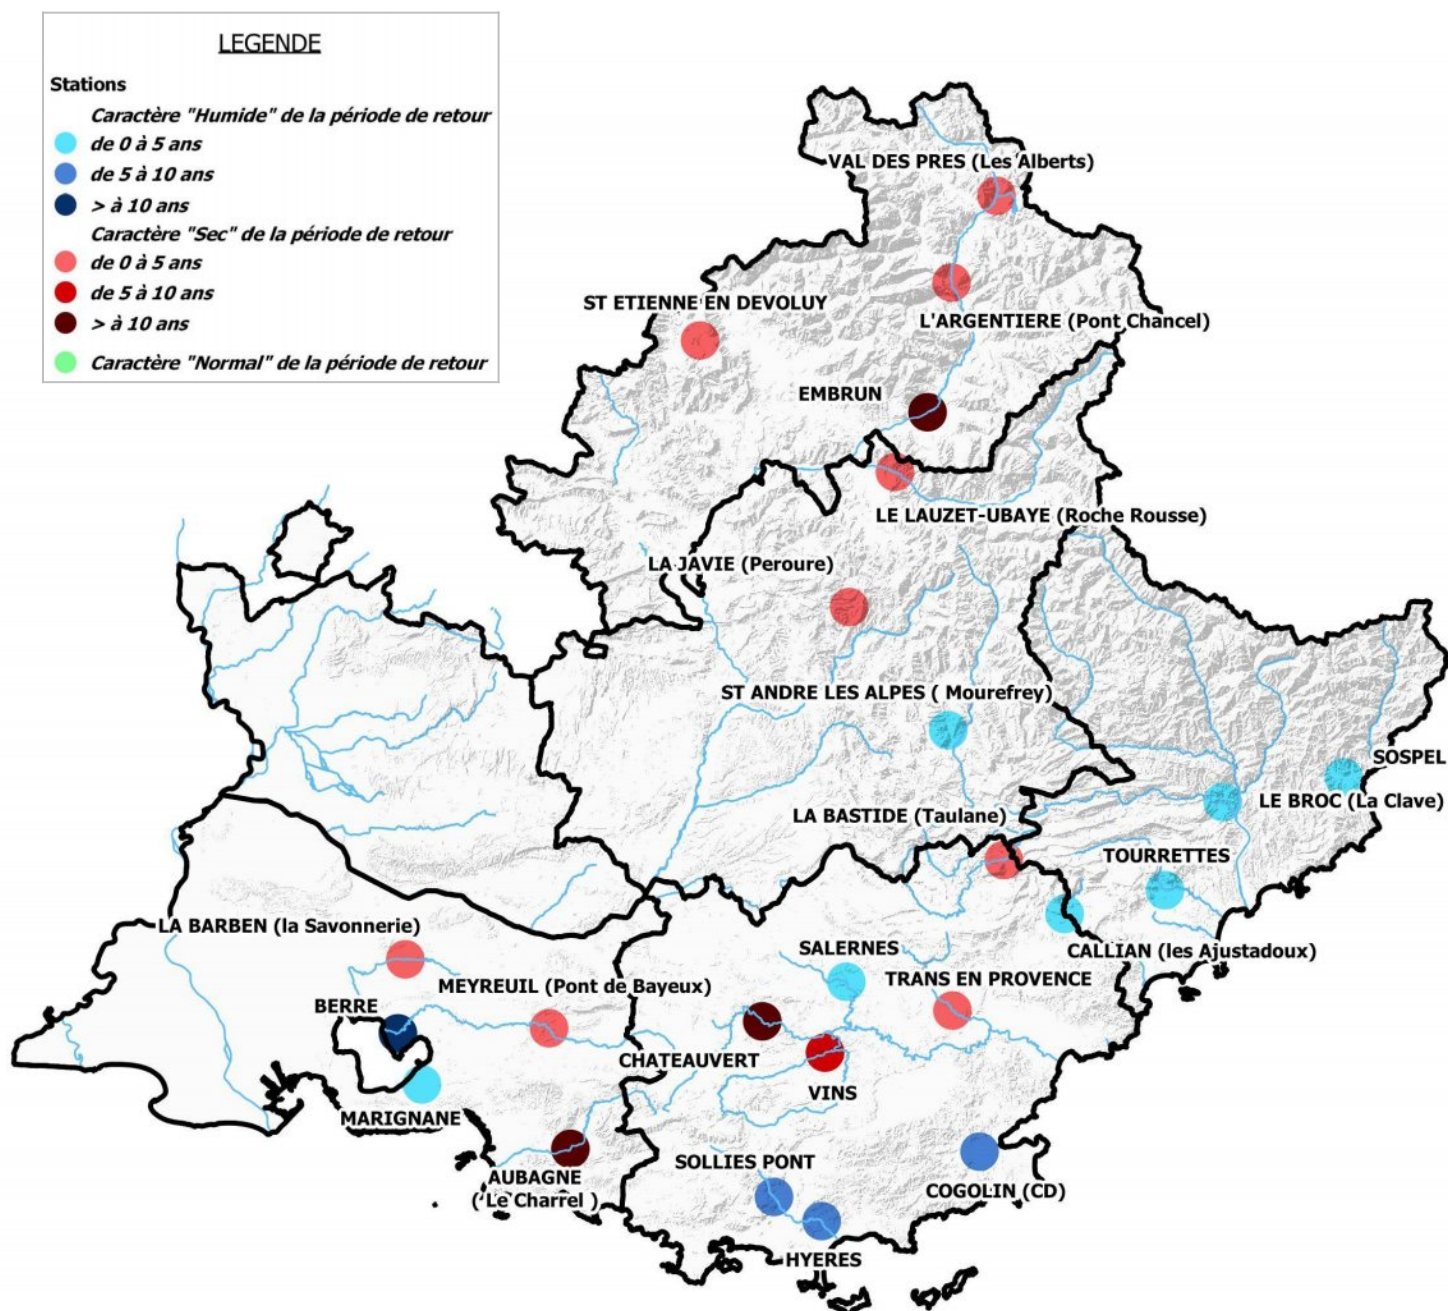 LEGENDE
Stations
Caractère "Humide" de la période de retour
de 0 à 5 ans
de 5 à 10 ans
> à 10 ans
Caractère "Sec" de la période de retour
de 0 à 5 ans
de 5 à 10 ans
> à 10 ans
Caractère "Normal" de la période de retour
VAL DES PRES (Les Alberts)
ST ETIENNE EN DEVOLUY
L'ARGENTIERE (Pont Chancel)
EMBRUN
LE LAUZET-UBAYE (Roche Rousse)
LA JAVIE (Peroure)
ST ANDRE LES ALPES ( Mourefrey)
SOSPEL
LE BROC (La Clave)
LA BASTIDE (Taulane)
TOURRETTES
LA BARBEN (la Savonnerie)
SALERNES
CALLIAN (les Ajustadoux)
TRANS EN PROVENCE
MEYREUIL (Pont de Bayeux)
BERRE
CHATEAUVERT
VINS
MARIGNANE
SOLLIES PONT
AUBAGNE
( Le Charrel )
COGOLIN (CD)
HYERES